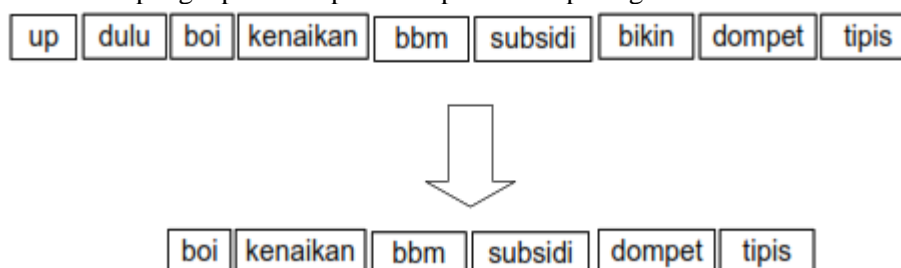 up dulu boi kenaikan bbm subsidi bikin dompet tipis
boi kenaikan bbm subsidi dompet tipis